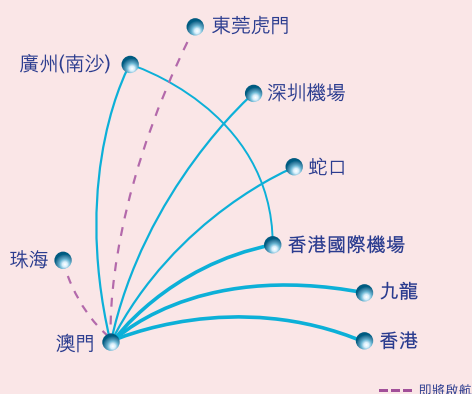 東莞虎門
廣州(南沙)
深圳機場
蛇口
香港國際機場
珠海
九龍
澳門
香港
即將啟航